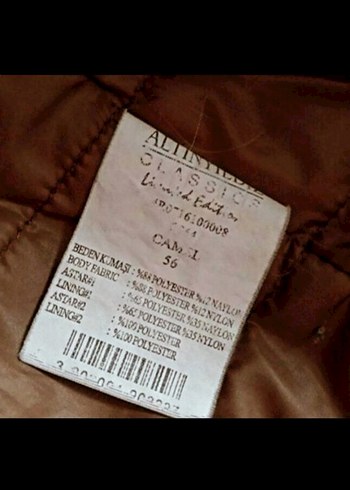 ALTINYILDIZ
CLASSICS
Limited Edition
CAMEL
56
BEDEN KUMAŞI : %88 POLYESTER %12 NAYLON
BODY FABRIC : %88 POLYESTER %12 NYLON
ASTAR#1 : %65 POLYESTER %35 NAYLON
LINING#1 : %65 POLYESTER %35 NYLON
ASTAR#2 : %100 POLYESTER
LINING#2 : %100 POLYESTER